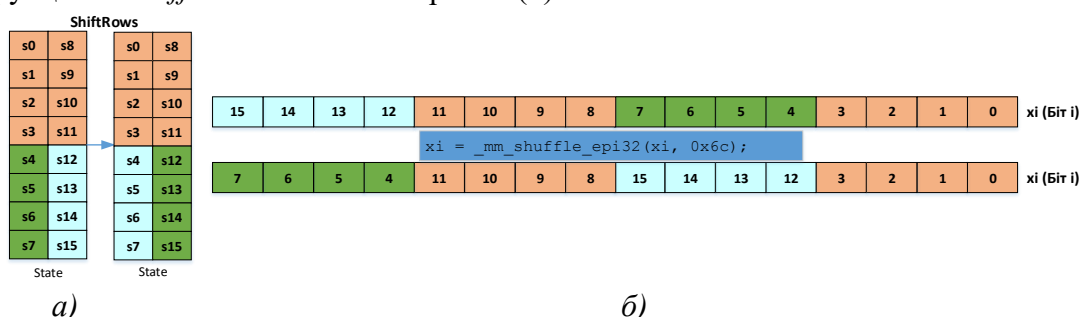 ShiftRows
s0 s8 s0 s8
s1 s9 s1 s9
s2 s10 s2 s10
s3 s11 s3 s11
s4 s12 s4 s12
s5 s13 s5 s13
s6 s14 s6 s14
s7 s15 s7 s15
State State
а)
15 14 13 12 11 10 9 8 7 6 5 4 3 2 1 0 xi (Біт і)
xi = _mm_shuffle_epi32(xi, 0x6c);
7 6 5 4 11 10 9 8 15 14 13 12 3 2 1 0 xi (Біт і)
б)